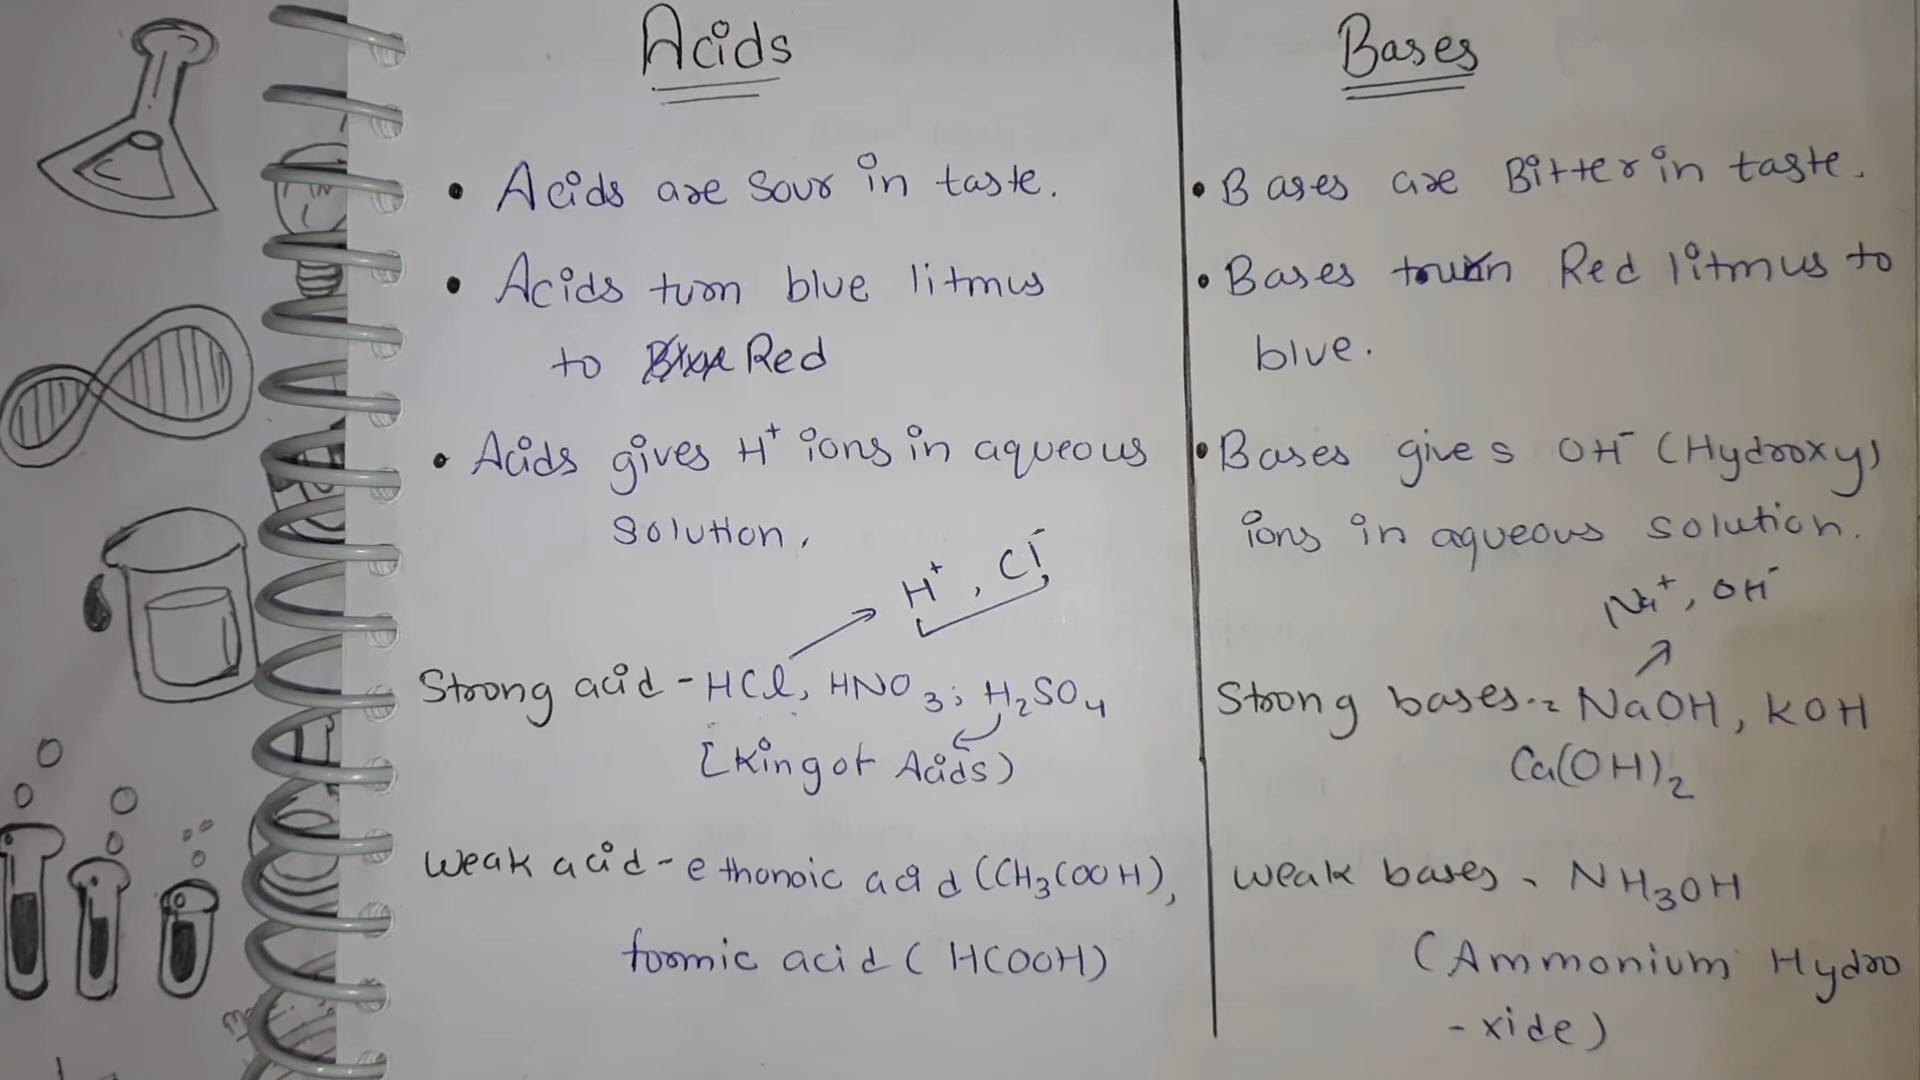 Acids
• Acids are Sour in taste.
• Acids turn blue litmus
to Red
• Acids gives H⁺ ions in aqueous
Solution,
H⁺, Cl⁻
Strong acid - HCl, HNO₃; H₂SO₄
[King of Acids)
Weak acid - ethonoic acid (CH₃COOH),
formic acid (HCOOH)
Bases
• Bases are Bitter in taste.
• Bases turn Red litmus to
blue.
• Bases gives OH⁻ (Hydroxy)
ions in aqueous solution.
Na⁺, OH⁻
Strong bases.- NaOH, KOH
Ca(OH)₂
Weak bases - NH₃OH
(Ammonium Hydro
-xide)